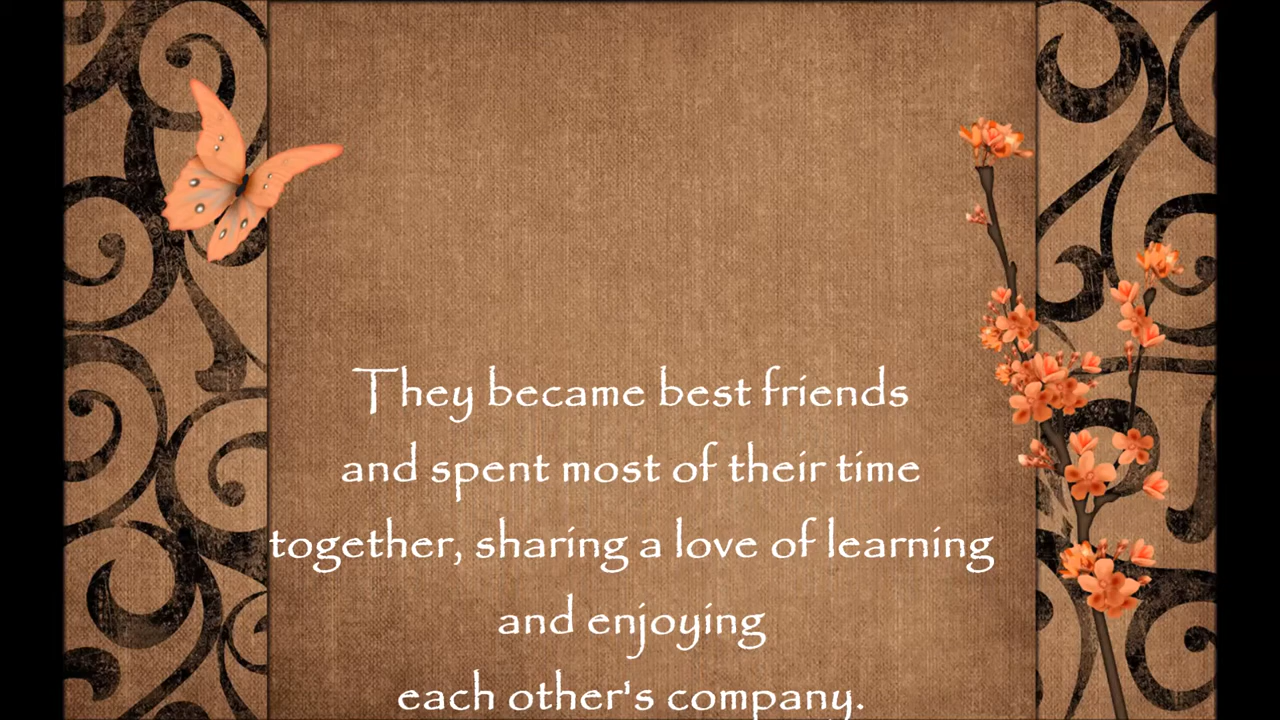 They became best friends
and spent most of their time
together, sharing a love of learning
and enjoying
each other's company.